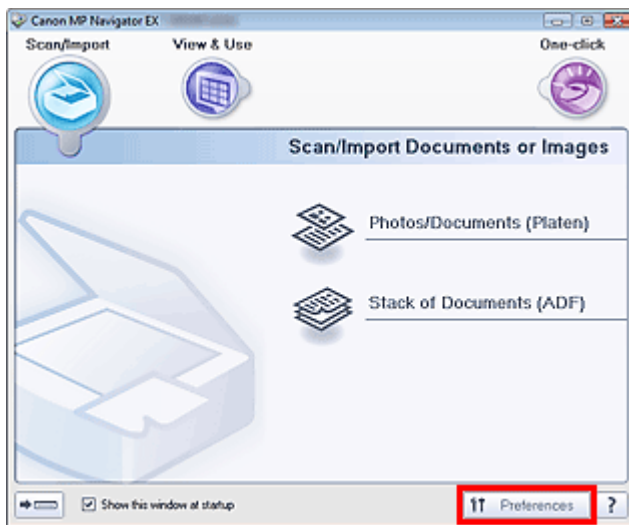 Canon MP Navigator EX
Scan/Import View & Use One-click
Scan/Import Documents or Images
Photos/Documents (Platen)
Stack of Documents (ADF)
Show this window at startup Preferences ?